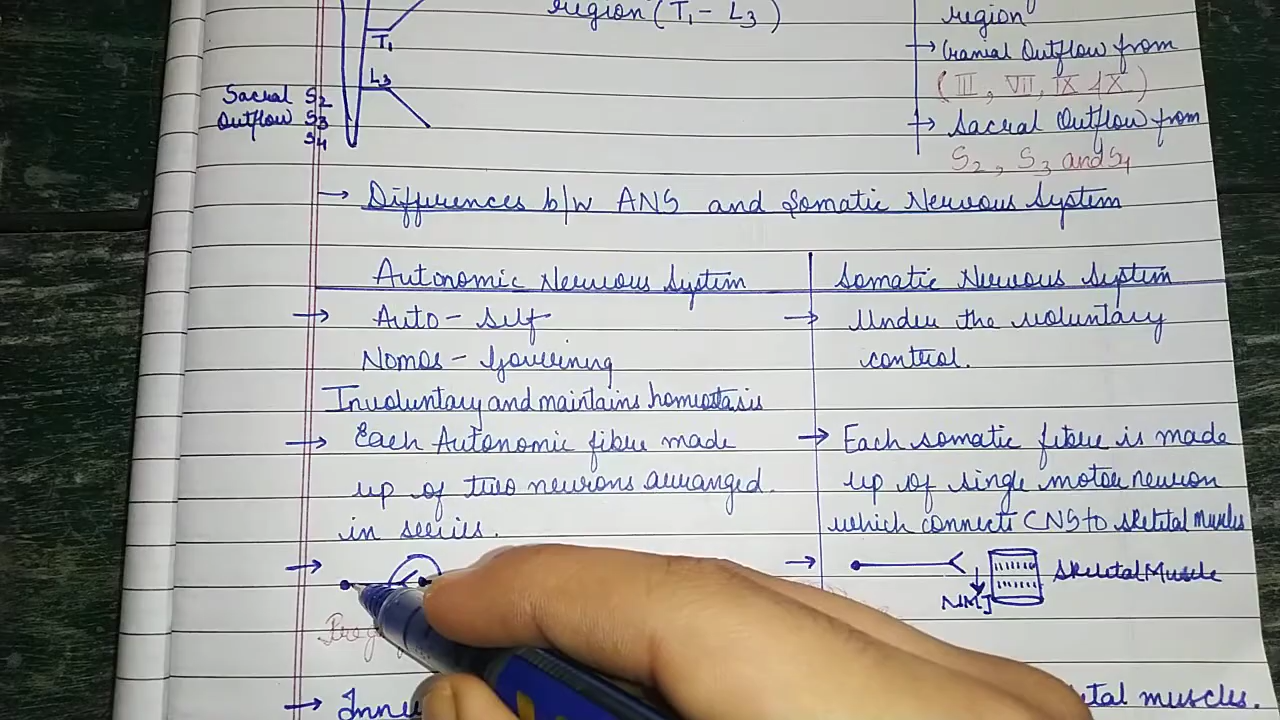 region (T₁ - L₃)
T₁
L₃
Sacral S₂
Outflow S₃
S₄
region
→ Cranial Outflow from
(III, VII, IX & X)
→ Sacral Outflow from
S₂, S₃ and S₄
→ Differences b/w ANS and Somatic Nervous System
Autonomic Nervous System
→ Auto - Self
Nomos - Governing
Involuntary and maintains homeostasis
→ Each Autonomic fibre made
up of two neurons arranged
in series.
→
→ Inne
Somatic Nervous System
→ Under the voluntary
control.
→ Each somatic fibre is made
up of single motor neuron
which connects CNS to skeletal muscles
→ NMJ Skeletal Muscle
etal muscles.